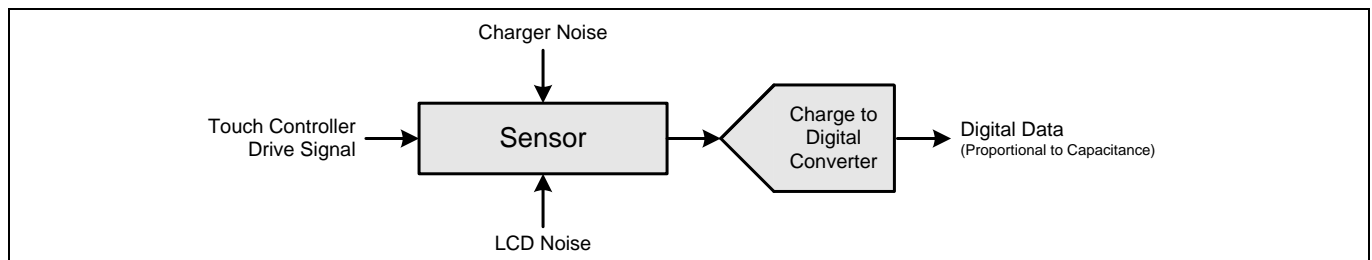 Charger Noise
Touch Controller
Drive Signal
Sensor
Charge to
Digital
Converter
Digital Data
(Proportional to Capacitance)
LCD Noise